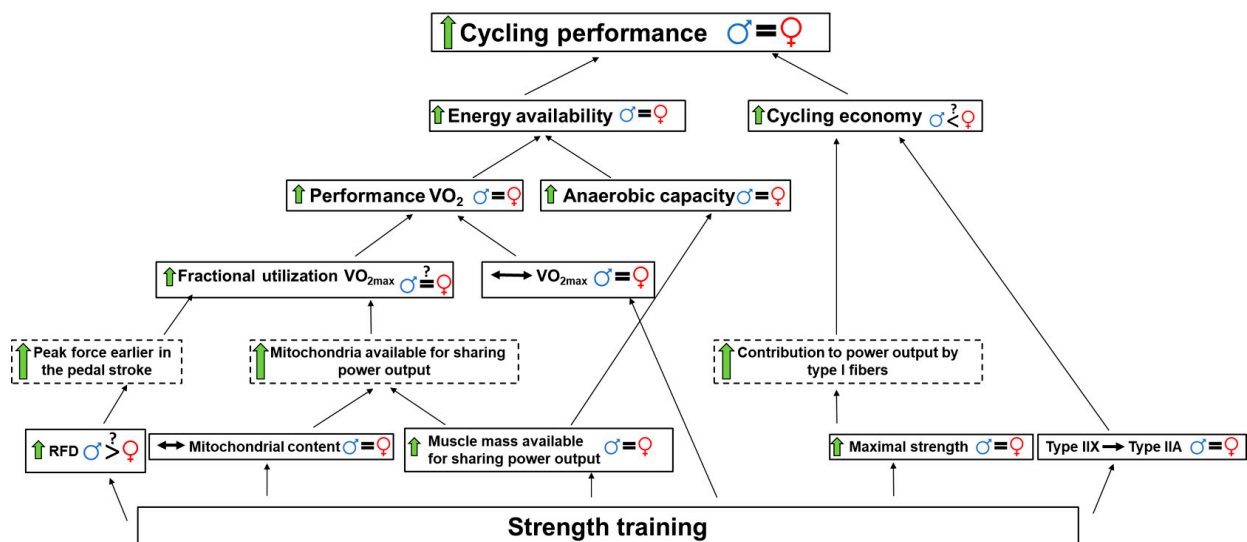 Cycling performance ♂=♀
Energy availability ♂=♀
Cycling economy ♂?<♀
Performance VO₂ ♂=♀
Anaerobic capacity ♂=♀
Fractional utilization VO₂max ♂?=♀
VO₂max ♂=♀
Peak force earlier in
the pedal stroke
Mitochondria available for sharing
power output
Contribution to power output by
type I fibers
RFD ♂?>♀
Mitochondrial content ♂=♀
Muscle mass available
for sharing power output ♂=♀
Maximal strength ♂=♀
Type IIX → Type IIA ♂=♀
Strength training